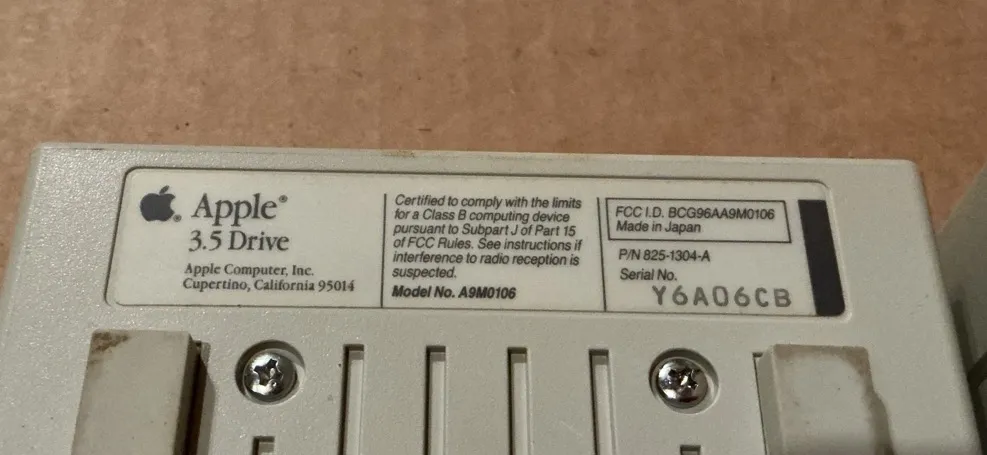 Apple®
3.5 Drive
Apple Computer, Inc.
Cupertino, California 95014
Certified to comply with the limits
for a Class B computing device
pursuant to Subpart J of Part 15
of FCC Rules. See instructions if
interference to radio reception is
suspected.
Model No. A9M0106
FCC I.D. BCG96AA9M0106
Made in Japan
P/N 825-1304-A
Serial No.
Y6A06CB